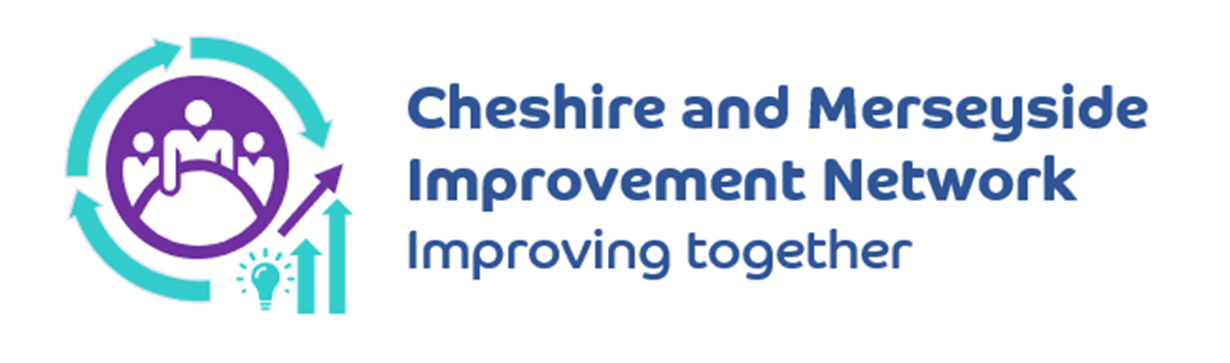 Cheshire and Merseyside
Improvement Network
Improving together